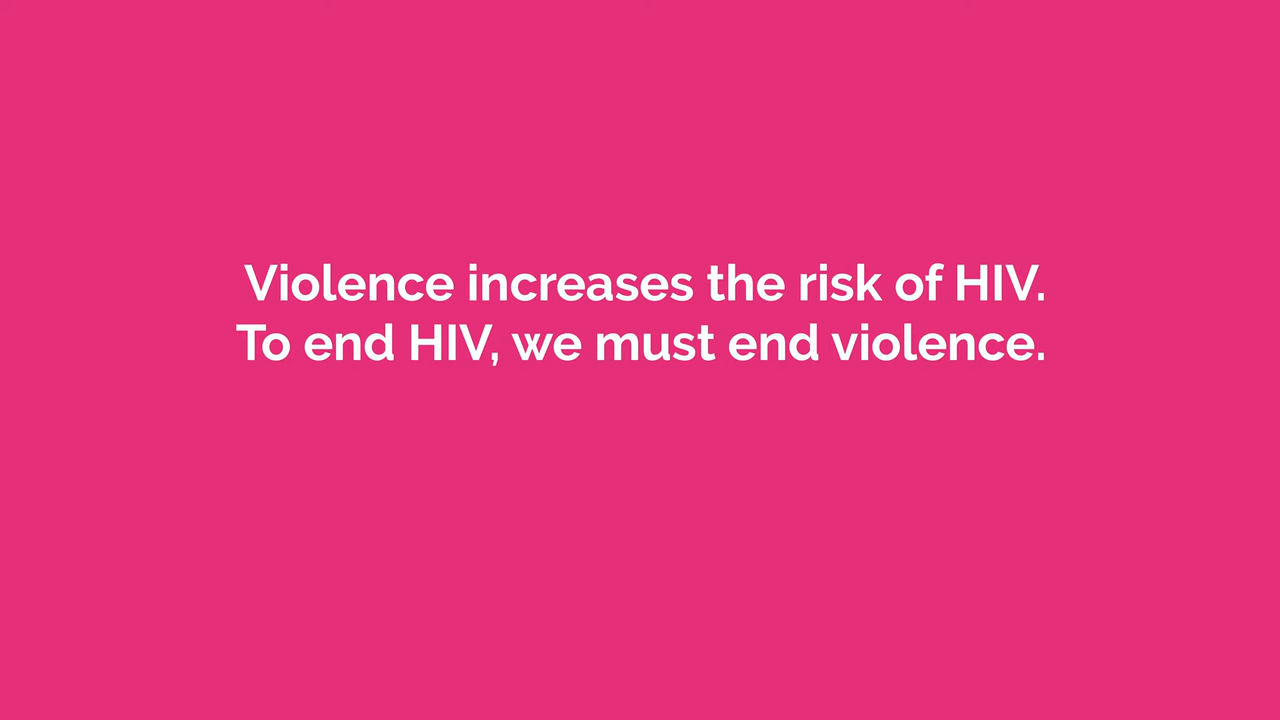 Violence increases the risk of HIV.
To end HIV, we must end violence.